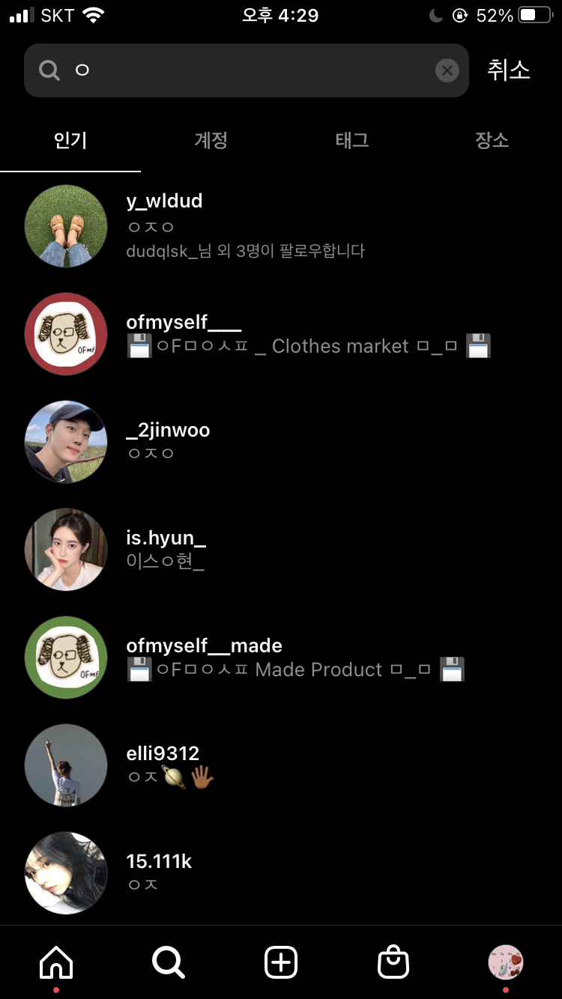 SKT 오후 4:29 52%
ㅇ 취소
인기 계정 태그 장소
y_wldud
ㅇㅈㅇ
dudqlsk_님 외 3명이 팔로우합니다
ofmyself___
💾ㅇFㅁㅇㅅㅍ _ Clothes market ㅁ_ㅁ 💾
OFMF
_2jinwoo
ㅇㅈㅇ
is.hyun_
이스ㅇ현_
ofmyself__made
💾ㅇFㅁㅇㅅㅍ Made Product ㅁ_ㅁ 💾
OFMF
elli9312
ㅇㅈ🪐🖐🏾
15.111k
ㅇㅈ